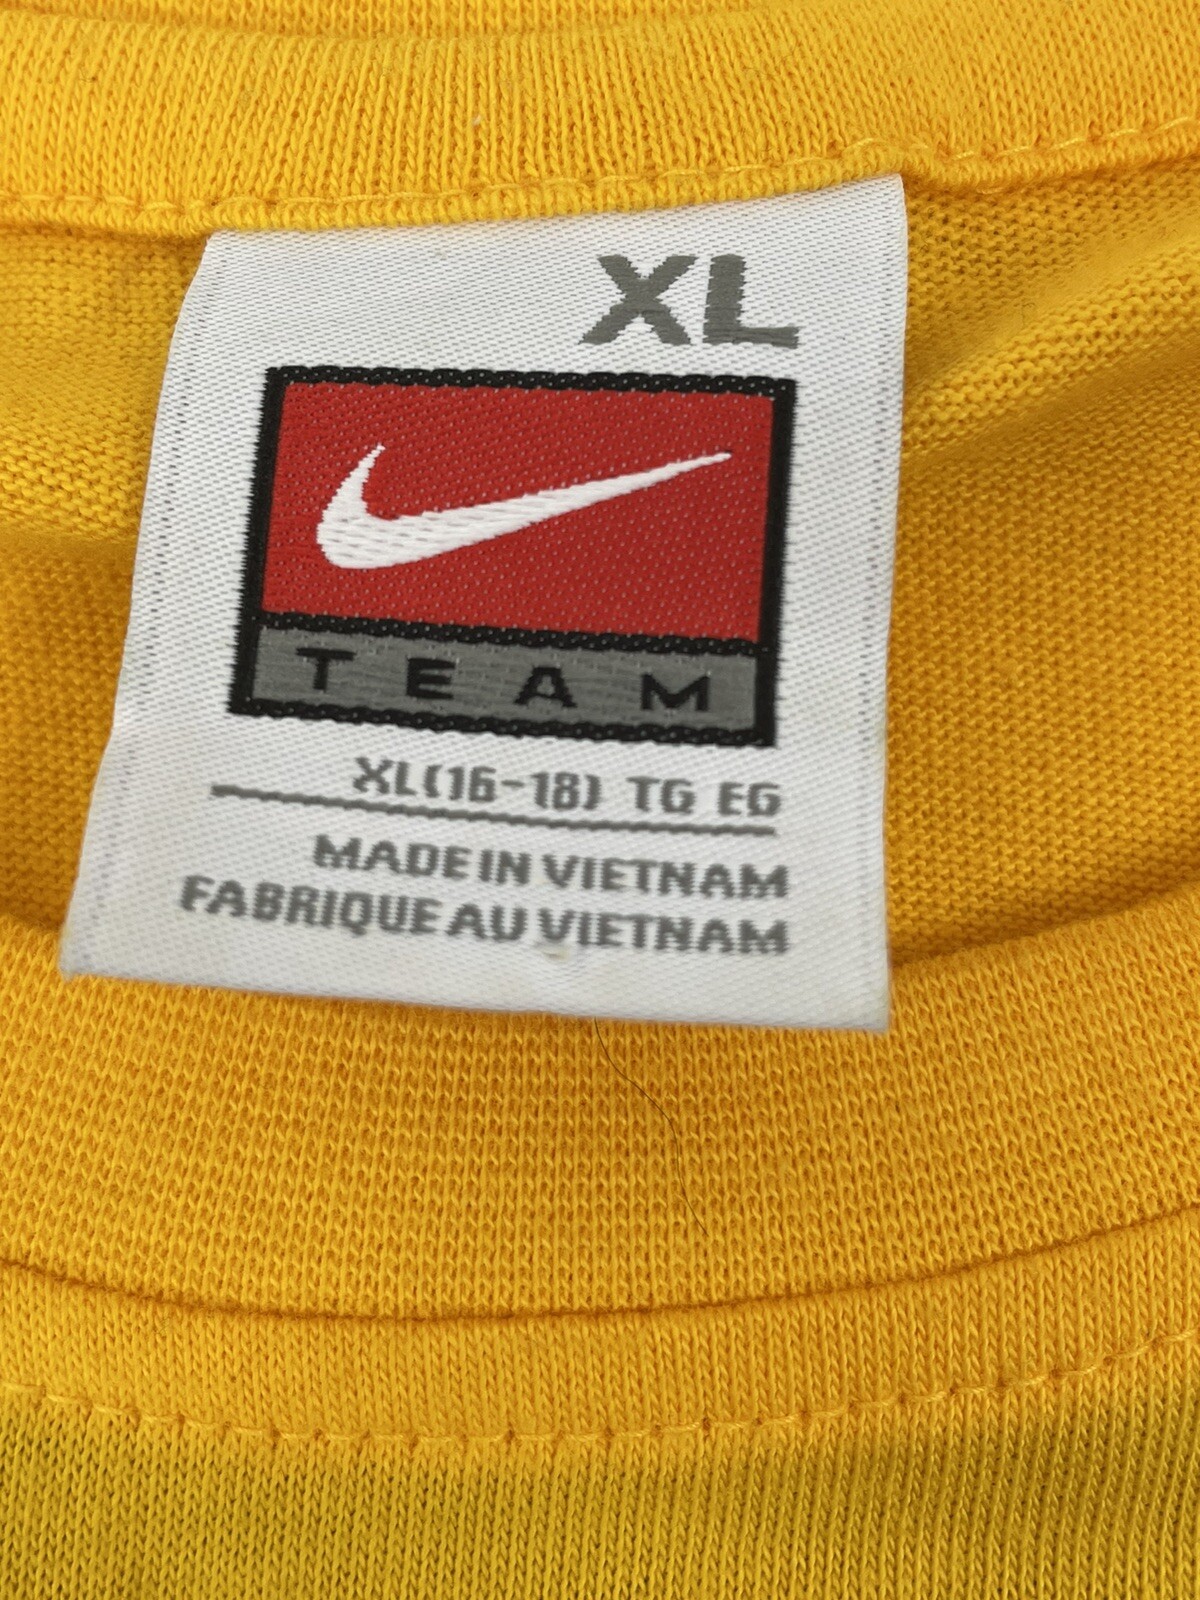 XL
TEAM
XL(16-18) TG EG
MADE IN VIETNAM
FABRIQUE AU VIETNAM